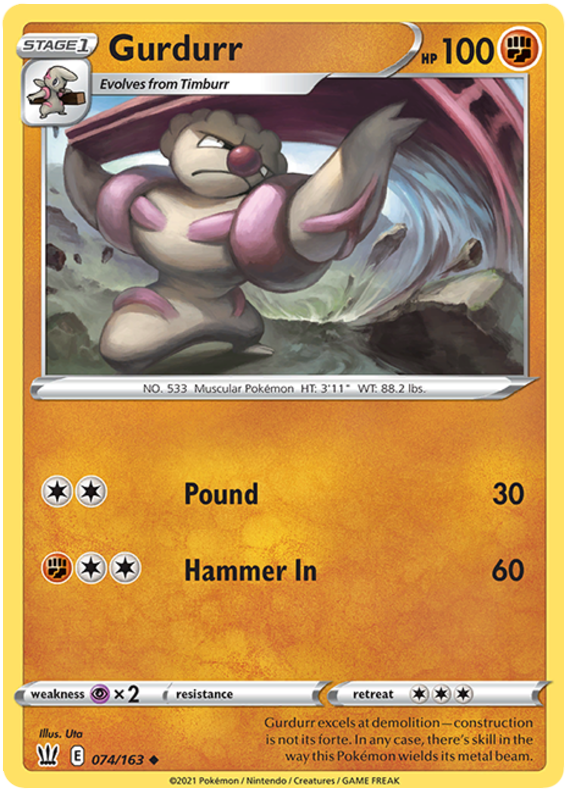 STAGE 1
Gurdurr
HP 100
Evolves from Timburr
NO. 533 Muscular Pokémon HT: 3'11" WT: 88.2 lbs.
Pound 30
Hammer In 60
weakness ×2 resistance retreat
Illus. Uta
E 074/163 ◆
Gurdurr excels at demolition—construction
is not its forte. In any case, there's skill in the
way this Pokémon wields its metal beam.
©2021 Pokémon / Nintendo / Creatures / GAME FREAK